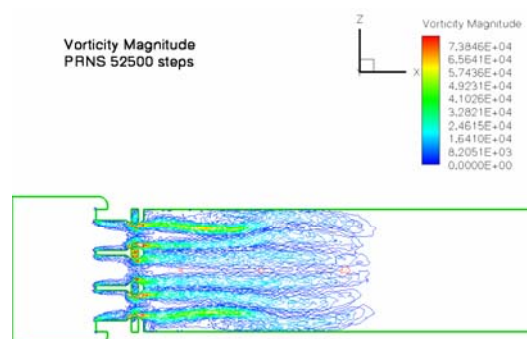 Vorticity Magnitude
PRNS 52500 steps
Z
X
Vorticity Magnitude
7.3846E+04
6.5641E+04
5.7436E+04
4.9231E+04
4.1026E+04
3.2821E+04
2.4615E+04
1.6410E+04
8.2051E+03
0.0000E+00